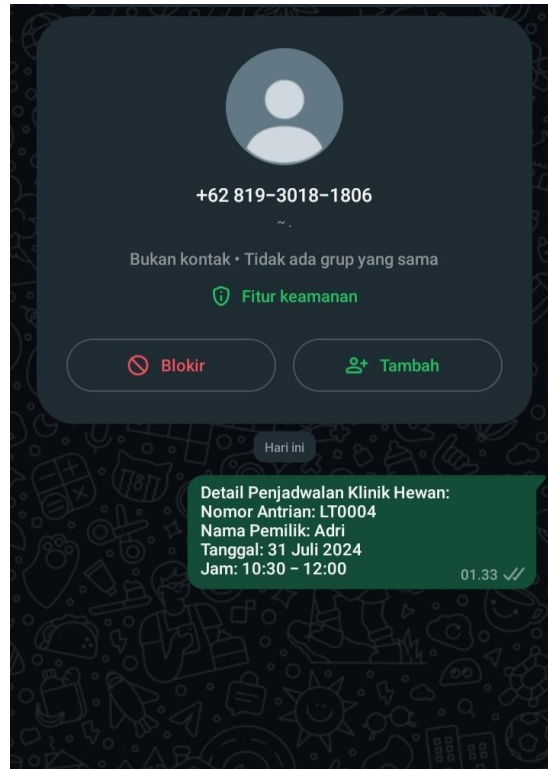 +62 819-3018-1806
~ .
Bukan kontak • Tidak ada grup yang sama
Fitur keamanan
Blokir
Tambah
Hari ini
Detail Penjadwalan Klinik Hewan:
Nomor Antrian: LT0004
Nama Pemilik: Adri
Tanggal: 31 Juli 2024
Jam: 10:30 - 12:00
01.33